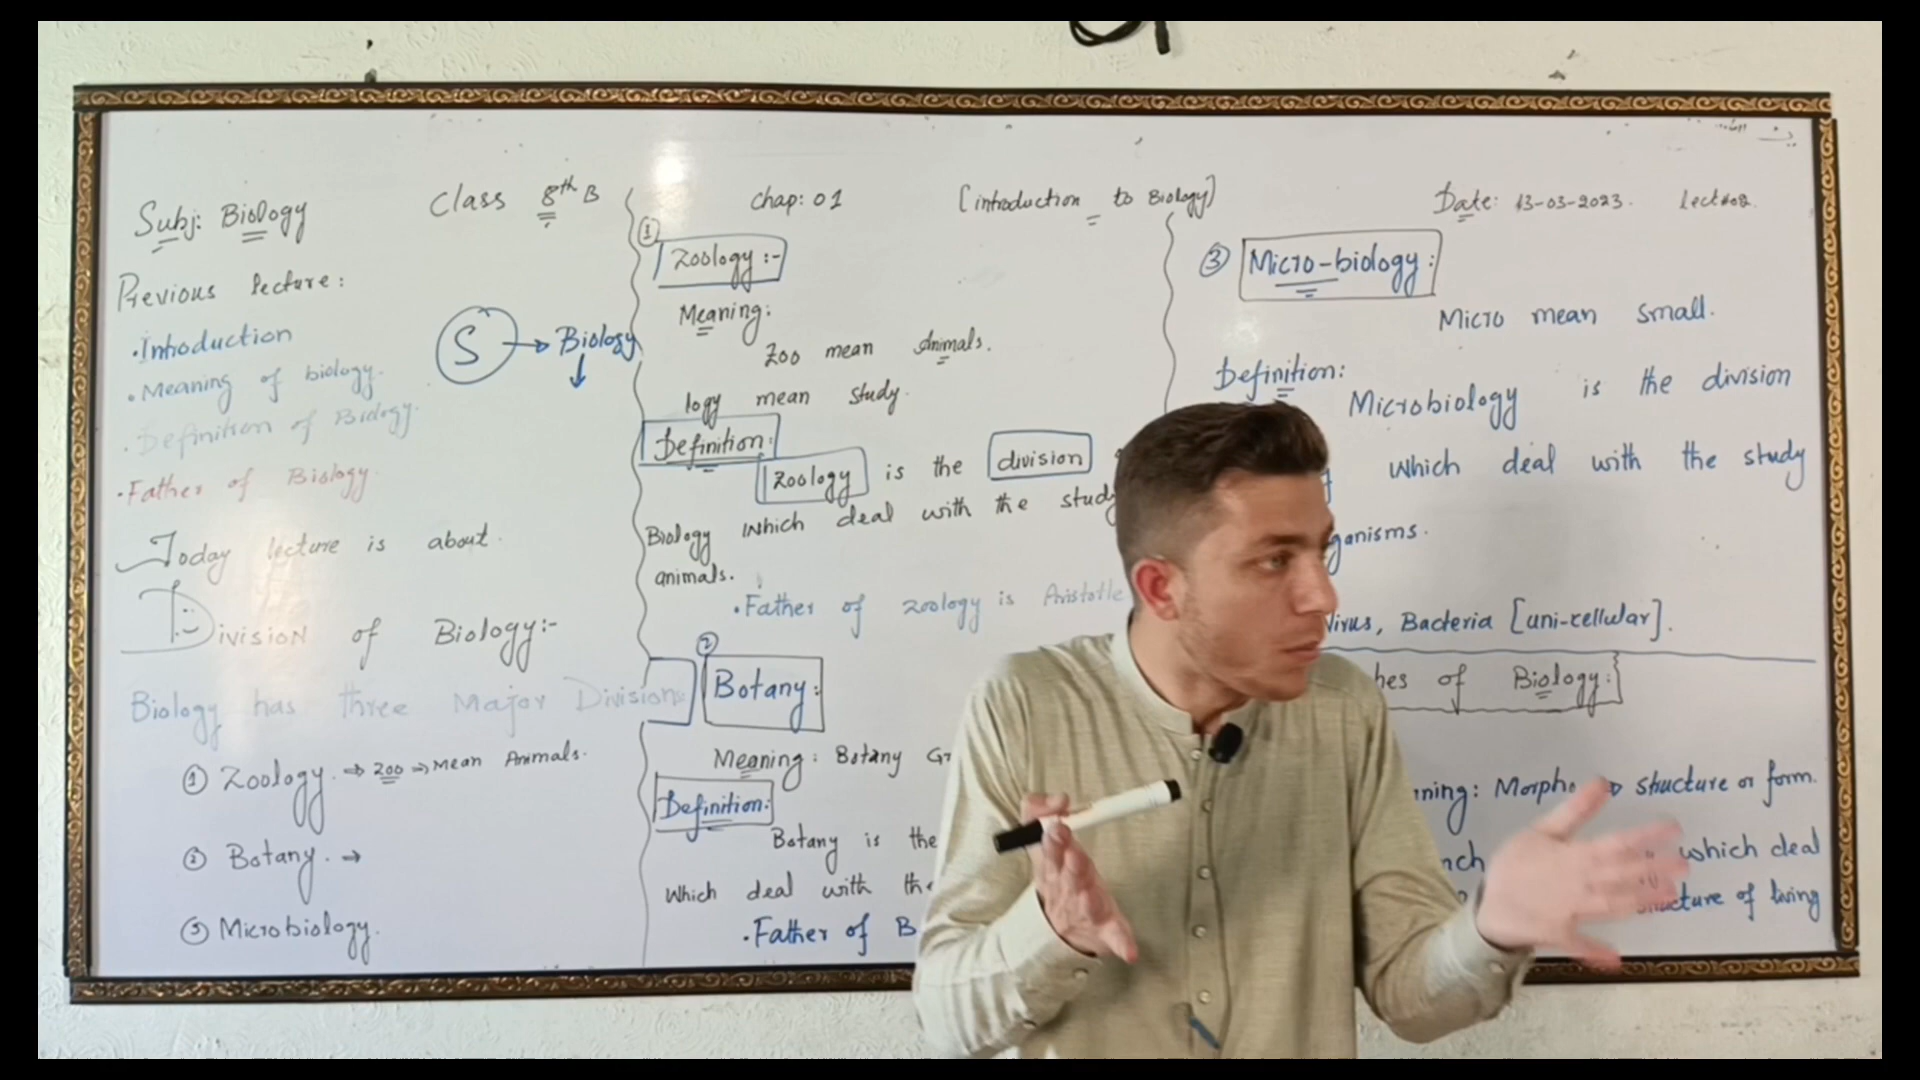 Subj: Biology
Class 8th B
Chap: 01
[introduction to Biology]
Date: 13-03-2023.
Previous lecture:
·Introduction
·Meaning of biology.
·Definition of Biology.
·Father of Biology.
S → Biology
Today lecture is about.
Division of Biology:-
Biology has three Major Divisions:
① Zoology. → Zoo → Mean Animals.
② Botany. →
③ Microbiology.
① Zoology:-
Meaning:
Zoo mean Animals.
logy mean study.
Definition:
Zoology is the division
Biology which deal with the study
animals.
·Father of zoology is Aristotle
② Botany:
Meaning: Botany
Definition:
Botany is the
Which deal with
·Father of
③ Micro-biology:
Micro mean small.
Definition:
Microbiology is the division
which deal with the study
Virus, Bacteria [uni-cellular].
of Biology:
structure or form.
which deal
of living